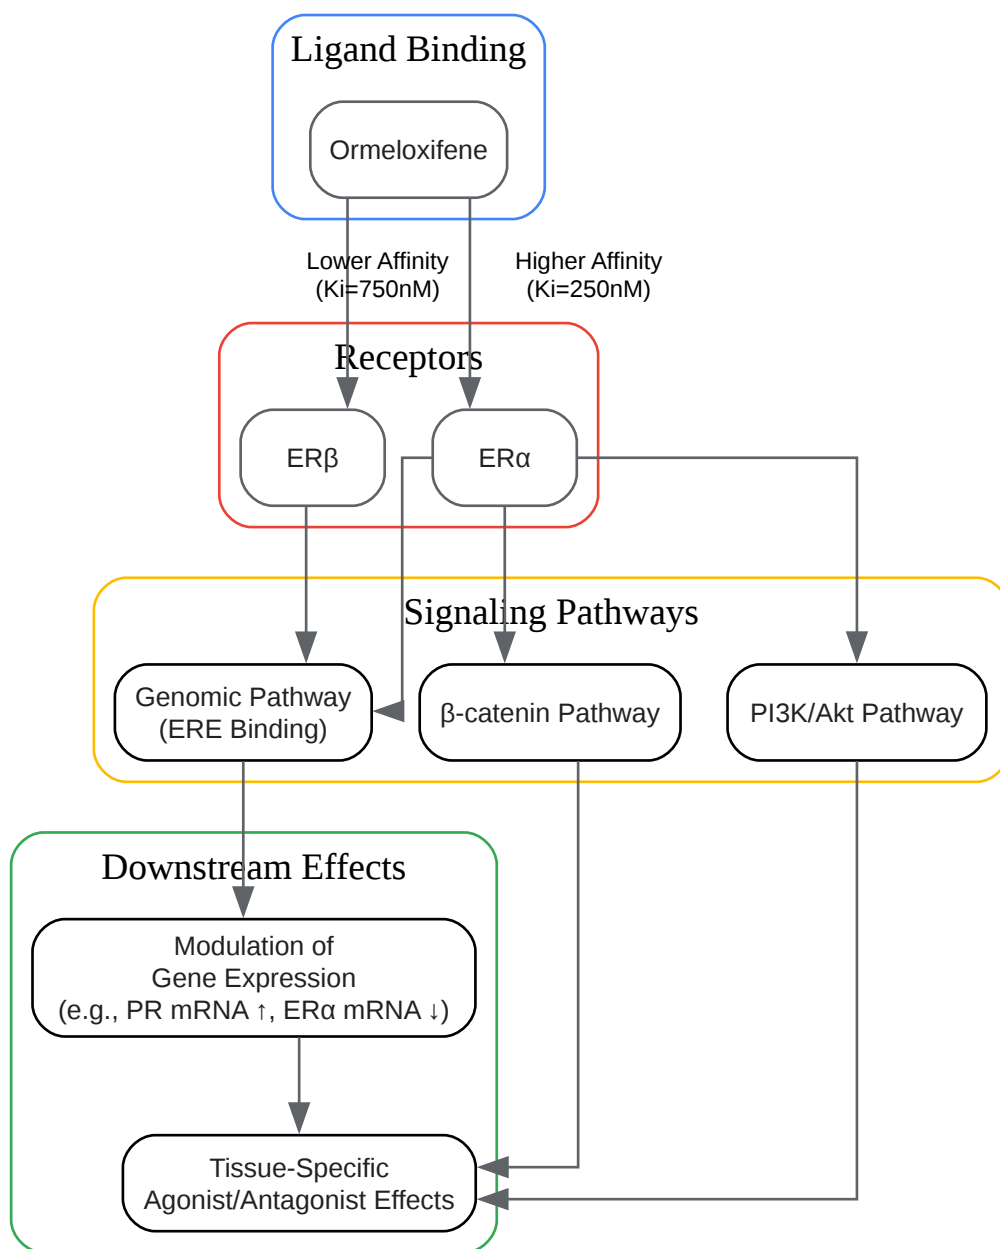 Ligand Binding
Ormeloxifene
Lower Affinity
(Ki=750nM)
Higher Affinity
(Ki=250nM)
Receptors
ERβ
ERα
Signaling Pathways
Genomic Pathway
(ERE Binding)
β-catenin Pathway
PI3K/Akt Pathway
Downstream Effects
Modulation of
Gene Expression
(e.g., PR mRNA ↑, ERα mRNA ↓)
Tissue-Specific
Agonist/Antagonist Effects